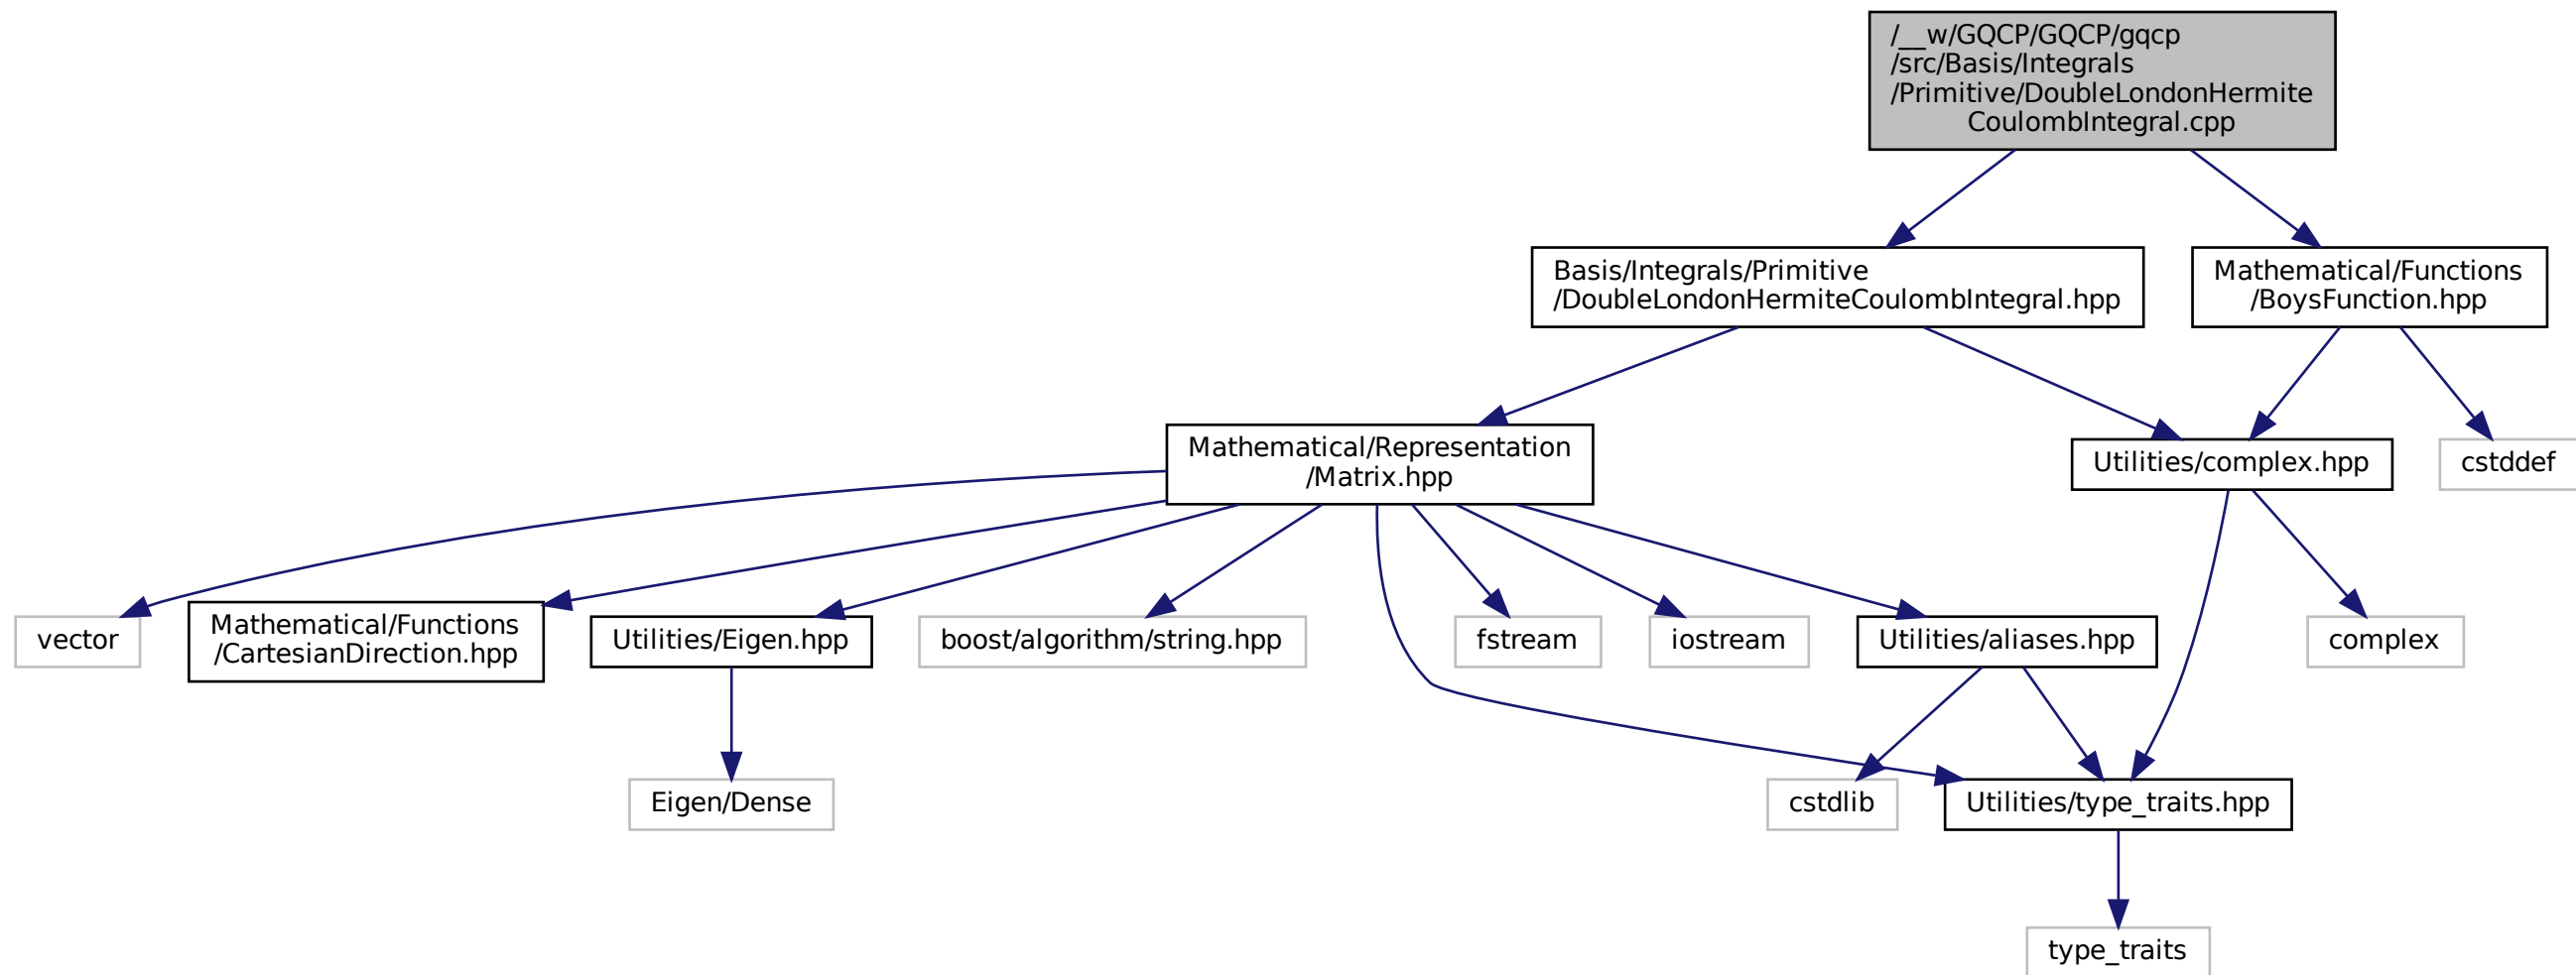 /__w/GQCP/GQCP/gqcp
/src/Basis/Integrals
/Primitive/DoubleLondonHermite
CoulombIntegral.cpp
Basis/Integrals/Primitive
/DoubleLondonHermiteCoulombIntegral.hpp
Mathematical/Functions
/BoysFunction.hpp
Mathematical/Representation
/Matrix.hpp
Utilities/complex.hpp
cstddef
vector
Mathematical/Functions
/CartesianDirection.hpp
Utilities/Eigen.hpp
boost/algorithm/string.hpp
fstream
iostream
Utilities/aliases.hpp
complex
Eigen/Dense
cstdlib
Utilities/type_traits.hpp
type_traits